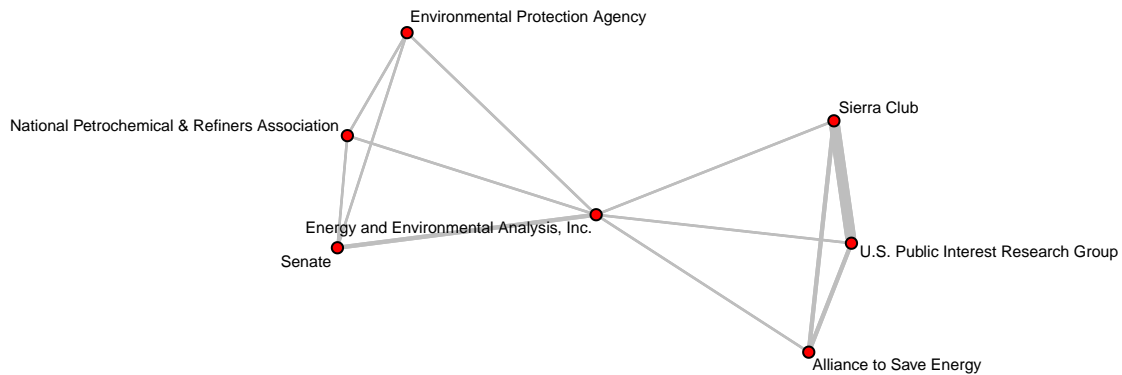 Environmental Protection Agency
Sierra Club
National Petrochemical & Refiners Association
Energy and Environmental Analysis, Inc.
U.S. Public Interest Research Group
Senate
Alliance to Save Energy